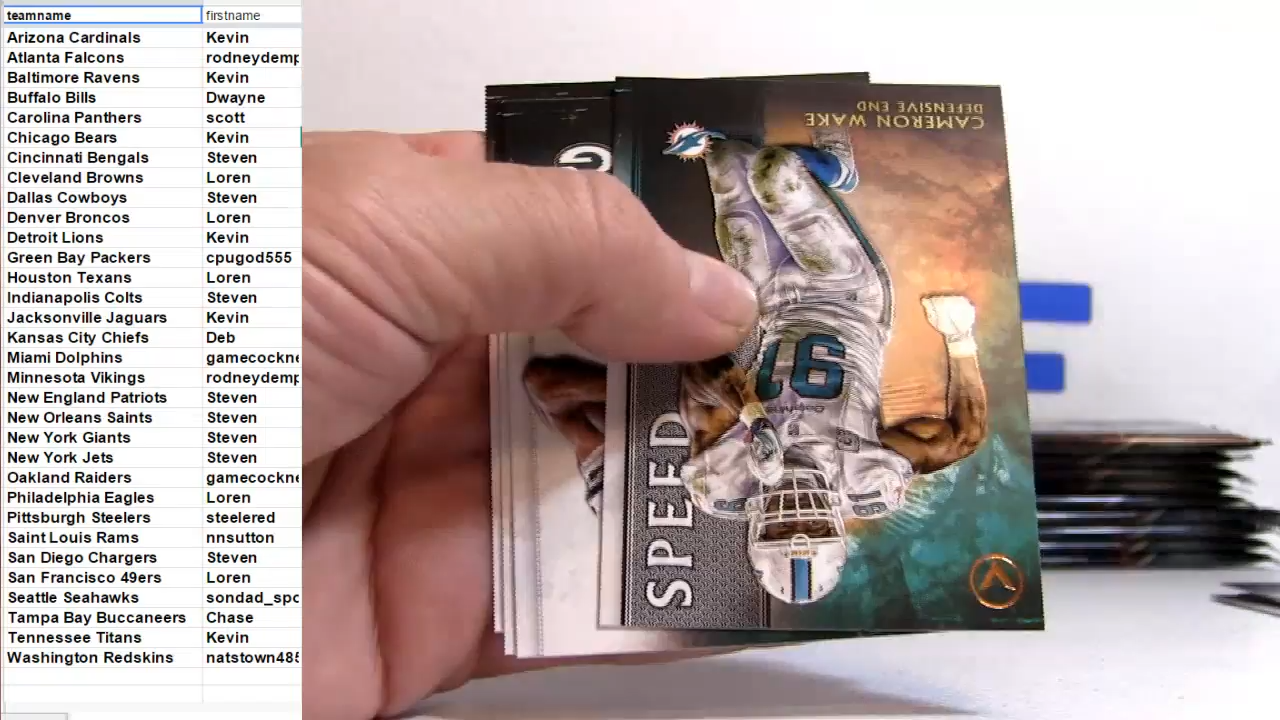 teamname firstname
Arizona Cardinals Kevin
Atlanta Falcons rodneydemp
Baltimore Ravens Kevin
Buffalo Bills Dwayne
Carolina Panthers scott
Chicago Bears Kevin
Cincinnati Bengals Steven
Cleveland Browns Loren
Dallas Cowboys Steven
Denver Broncos Loren
Detroit Lions Kevin
Green Bay Packers cpugod555
Houston Texans Loren
Indianapolis Colts Steven
Jacksonville Jaguars Kevin
Kansas City Chiefs Deb
Miami Dolphins gamecockne
Minnesota Vikings rodneydemp
New England Patriots Steven
New Orleans Saints Steven
New York Giants Steven
New York Jets Steven
Oakland Raiders gamecockne
Philadelphia Eagles Loren
Pittsburgh Steelers steelered
Saint Louis Rams nnsutton
San Diego Chargers Steven
San Francisco 49ers Loren
Seattle Seahawks sondad_spo
Tampa Bay Buccaneers Chase
Tennessee Titans Kevin
Washington Redskins natstown485
CAMERON WAKE
DEFENSIVE END
91
SPEED
V